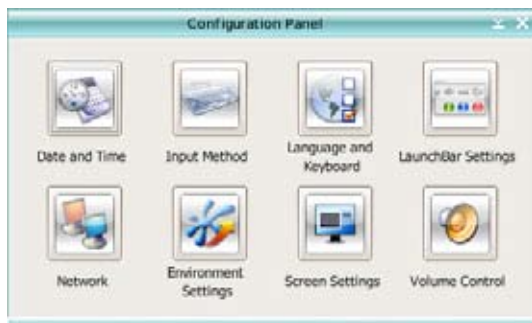 Configuration Panel
Date and Time
Input Method
Language and
Keyboard
LaunchBar Settings
Network
Environment
Settings
Screen Settings
Volume Control